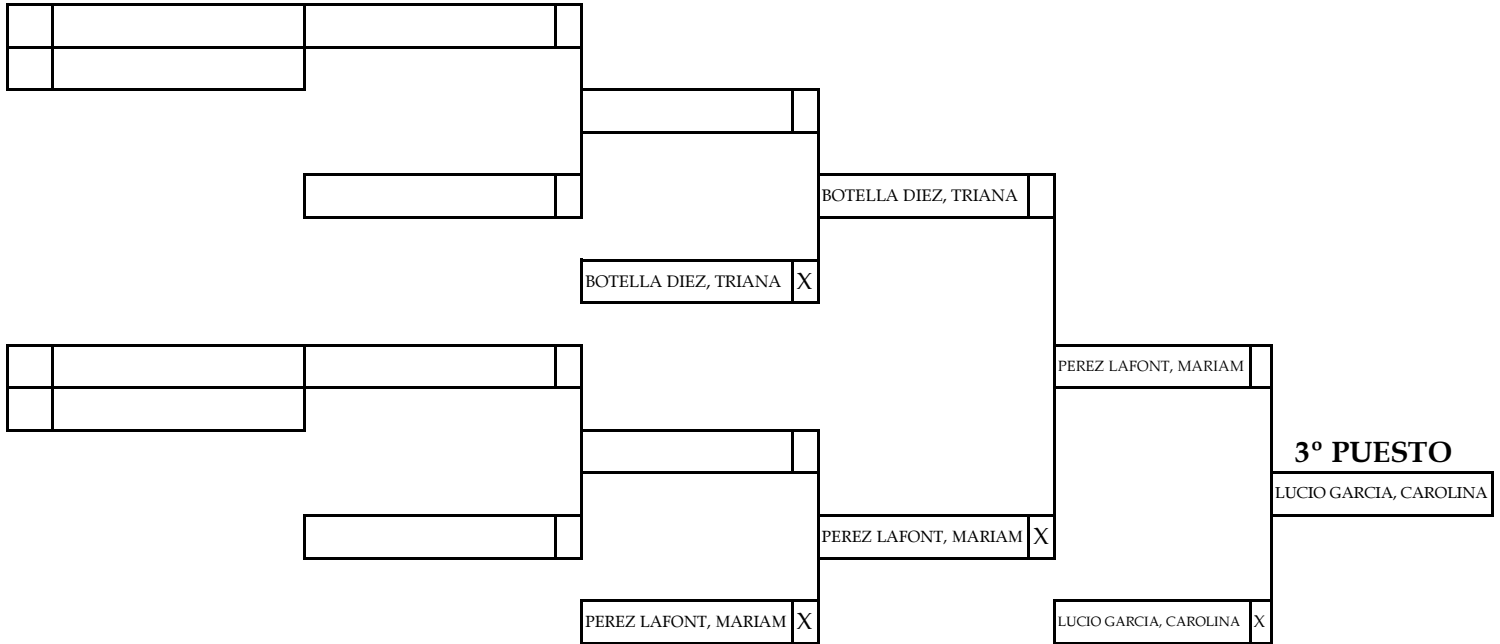 BOTELLA DIEZ, TRIANA
BOTELLA DIEZ, TRIANA X
PEREZ LAFONT, MARIAM
3º PUESTO
LUCIO GARCIA, CAROLINA
PEREZ LAFONT, MARIAM X
PEREZ LAFONT, MARIAM X
LUCIO GARCIA, CAROLINA X